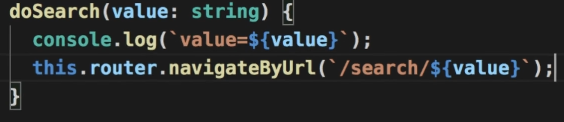 doSearch(value: string) {
console.log(`value=${value}`);
this.router.navigateByUrl(`/search/${value}`);
}